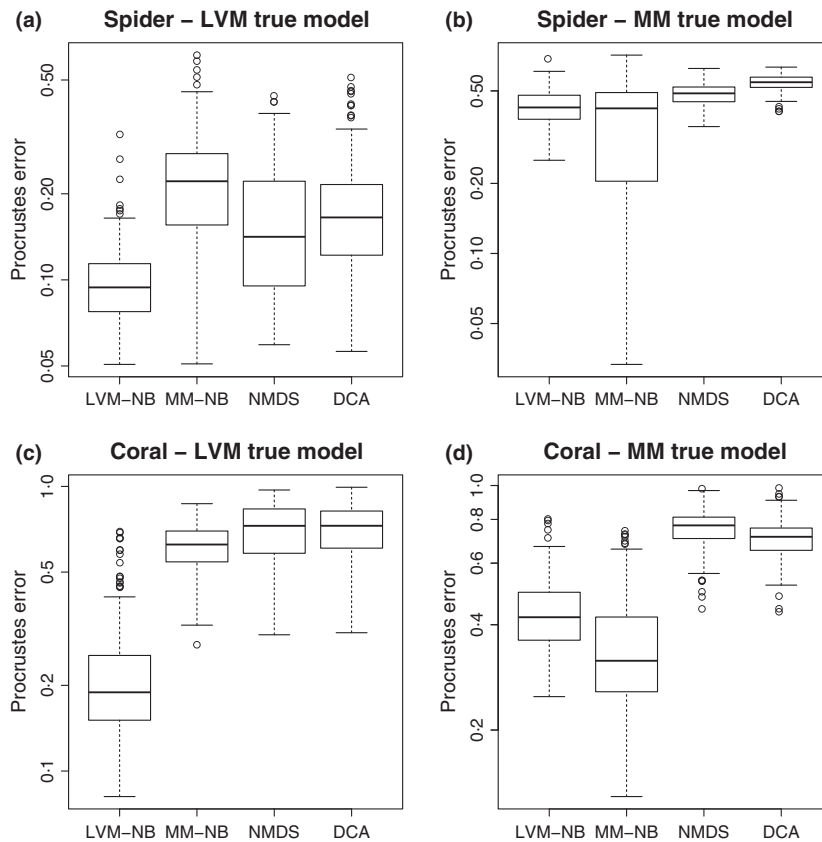 (a) Spider – LVM true model
Procrustes error
0·50
0·20
0·10
0·05
LVM−NB MM−NB NMDS DCA
(b) Spider – MM true model
Procrustes error
0·50
0·20
0·10
0·05
LVM−NB MM−NB NMDS DCA
(c) Coral – LVM true model
Procrustes error
1·0
0·5
0·2
0·1
LVM−NB MM−NB NMDS DCA
(d) Coral – MM true model
Procrustes error
1·0
0·8
0·6
0·4
0·2
LVM−NB MM−NB NMDS DCA